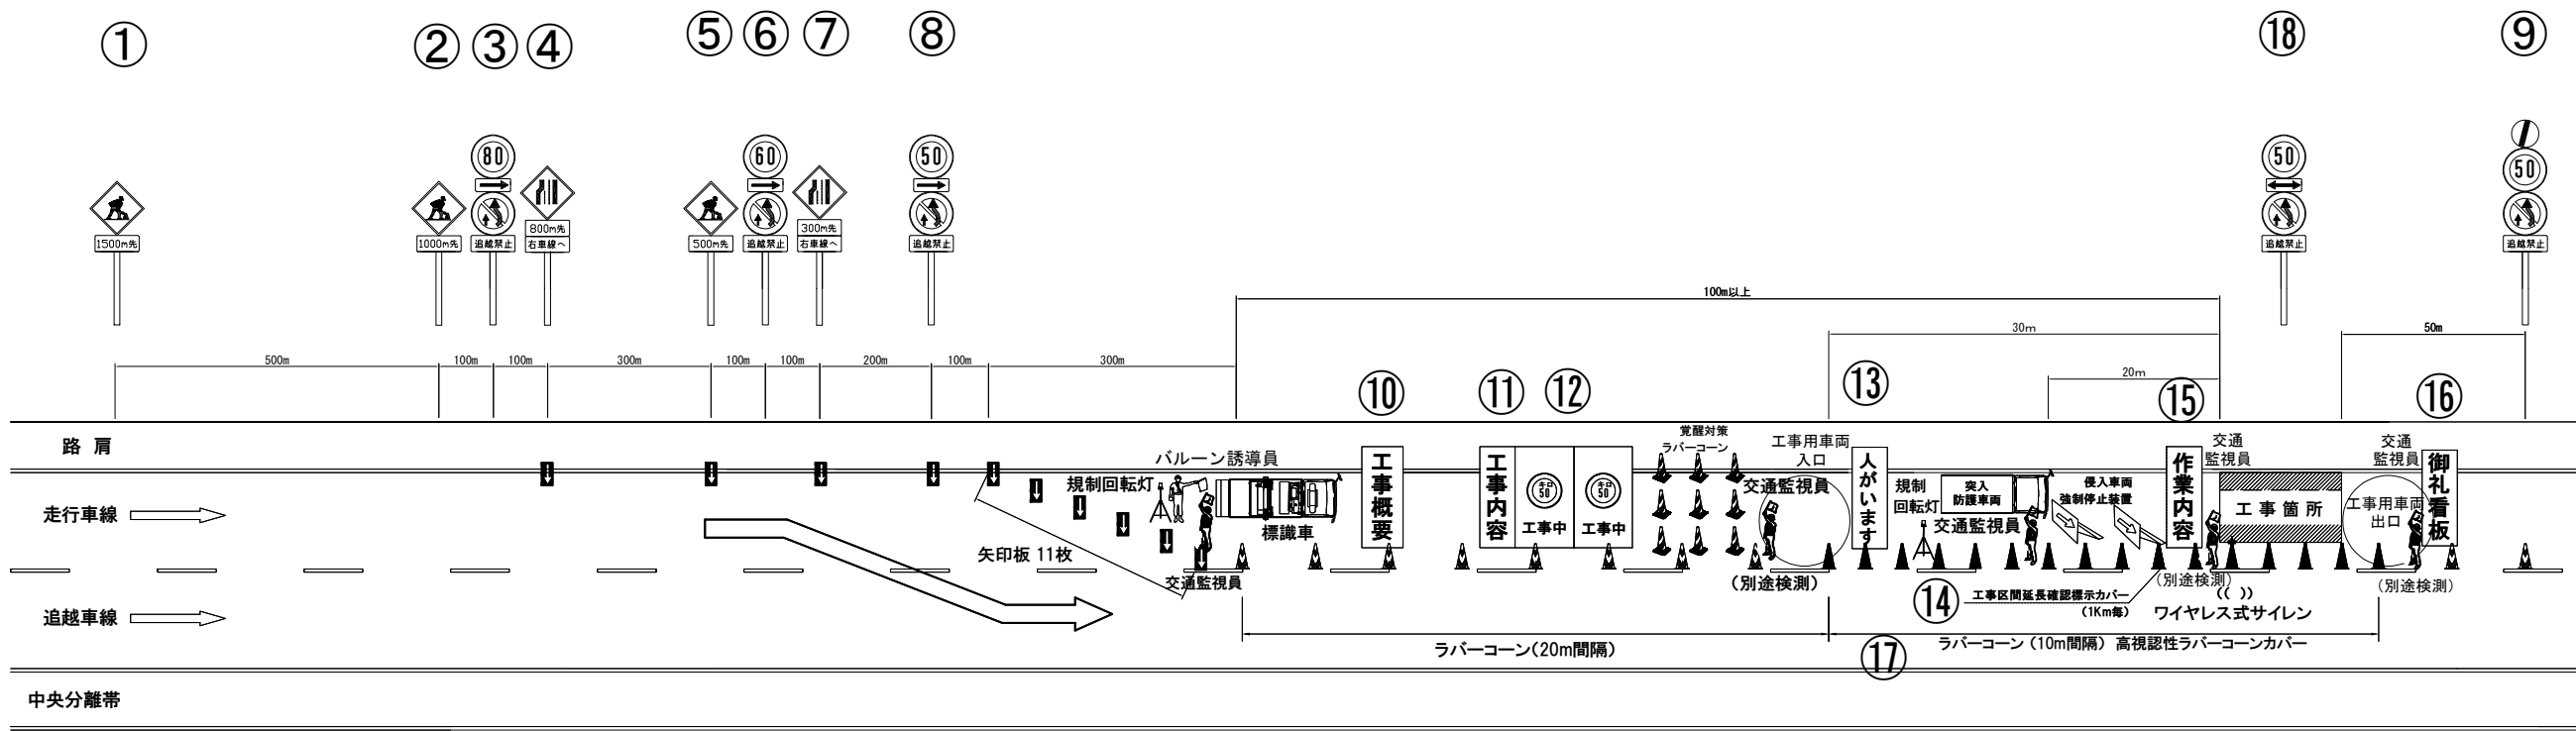 ① ② ③ ④ ⑤ ⑥ ⑦ ⑧ ⑱ ⑨
1500m先
1000m先
80
追越禁止
800m先
右車線へ
500m先
60
追越禁止
300m先
右車線へ
50
追越禁止
50
追越禁止
50
追越禁止
100m以上
30m
50m
500m 100m 100m 300m 100m 100m 200m 100m 300m
20m
⑩ ⑪ ⑫ ⑬ ⑮ ⑯
路肩
走行車線
追越車線
中央分離帯
矢印板 11枚
規制回転灯
バルーン誘導員
交通監視員
標識車
工事概要
工事内容
キロ
50
工事中
キロ
50
工事中
覚醒対策
ラバーコーン
工事用車両
入口
交通監視員
(別途検測)
人がいます
規制
回転灯
突入
防護車両
交通監視員
侵入車両
強制停止装置
作業内容
交通
監視員
(別途検測)
工事箇所
交通
監視員
工事用車両
出口
御礼看板
(別途検測)
⑭
工事区間延長確認標示カバー
(1Km毎)
(( ))
ワイヤレス式サイレン
ラバーコーン(20m間隔)
⑰
ラバーコーン (10m間隔) 高視認性ラバーコーンカバー